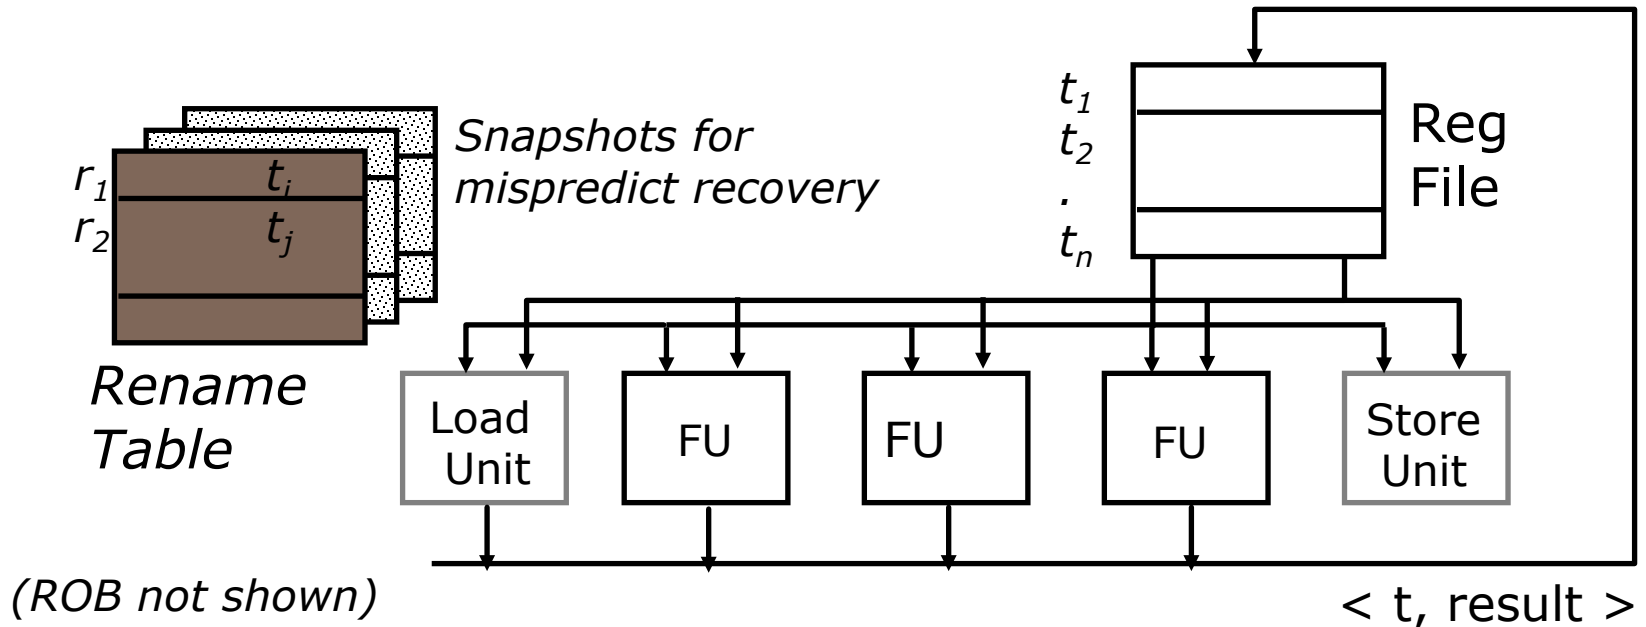 t1
t2
.
tn
Reg
File
Snapshots for
mispredict recovery
r1 ti
r2 tj
Rename
Table
Load
Unit
FU
FU
FU
Store
Unit
(ROB not shown)
< t, result >